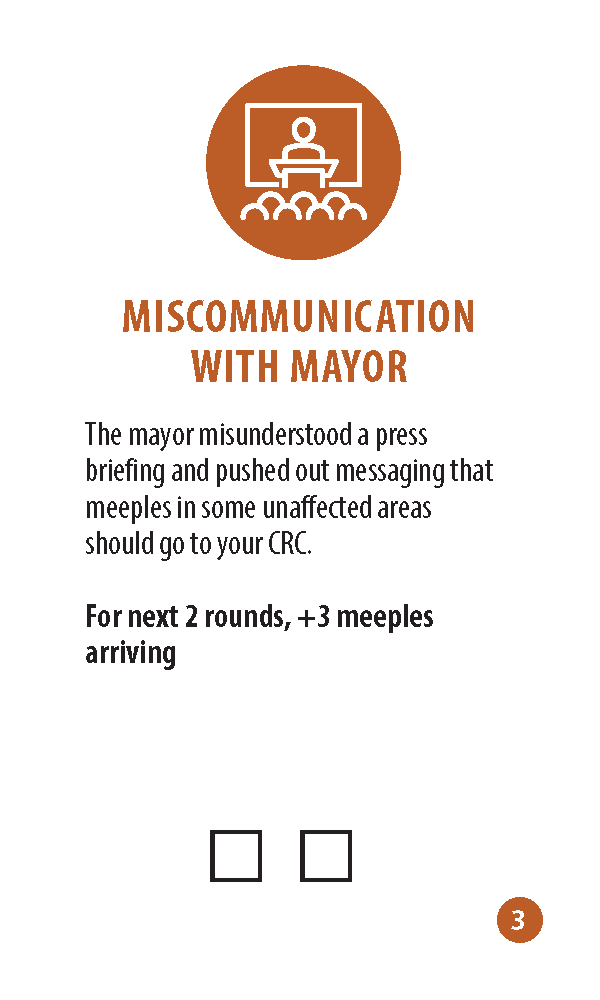 MISCOMMUNICATION
WITH MAYOR
The mayor misunderstood a press
briefing and pushed out messaging that
meeples in some unaffected areas
should go to your CRC.
For next 2 rounds, +3 meeples
arriving
3